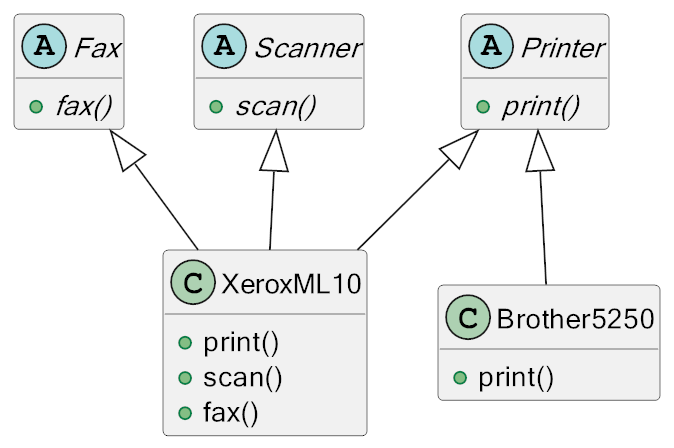 A Fax
fax()
A Scanner
scan()
A Printer
print()
C XeroxML10
print()
scan()
fax()
C Brother5250
print()